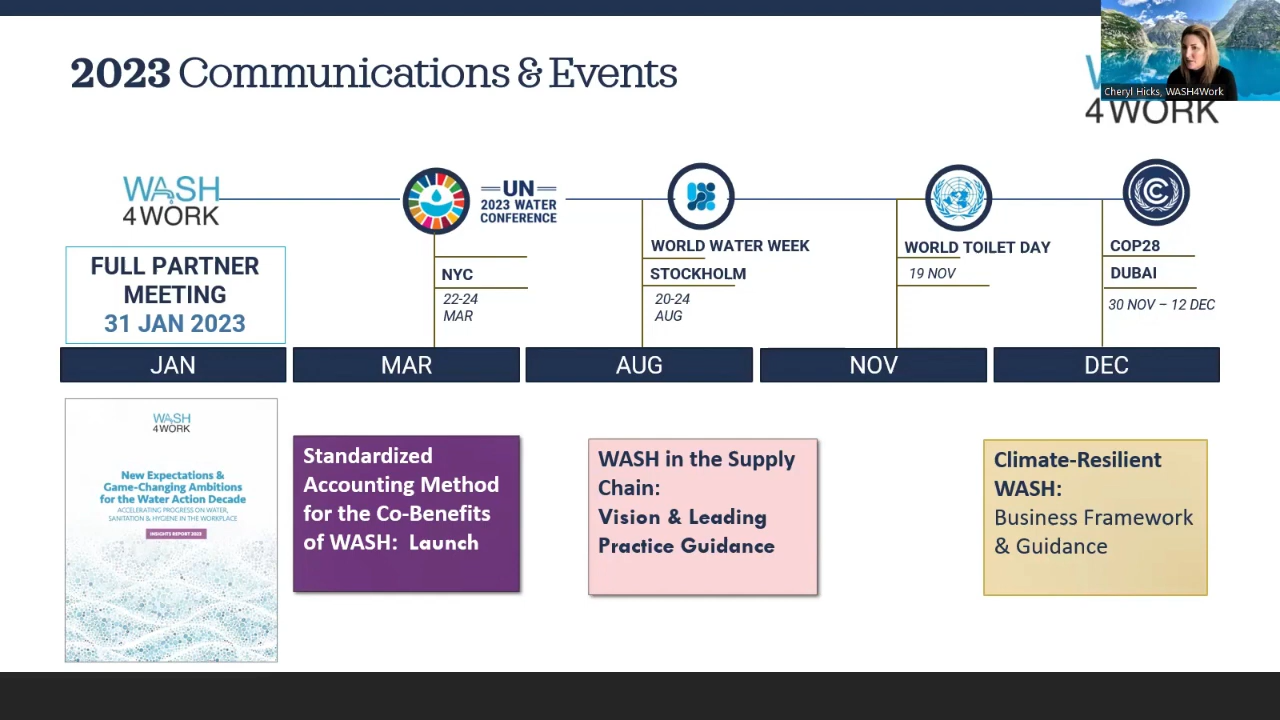 2023 Communications & Events
Cheryl Hicks, WASH4Work
4WORK
WASH
4WORK
UN
2023 WATER
CONFERENCE
FULL PARTNER
MEETING
31 JAN 2023
NYC
22-24
MAR
WORLD WATER WEEK
STOCKHOLM
20-24
AUG
WORLD TOILET DAY
19 NOV
COP28
DUBAI
30 NOV – 12 DEC
JAN
MAR
AUG
NOV
DEC
WASH
4WORK
New Expectations &
Game-Changing Ambitions
for the Water Action Decade
ACCELERATING PROGRESS ON WATER,
SANITATION & HYGIENE IN THE WORKPLACE
INSIGHTS REPORT 2023
Standardized
Accounting Method
for the Co-Benefits
of WASH: Launch
WASH in the Supply
Chain:
Vision & Leading
Practice Guidance
Climate-Resilient
WASH:
Business Framework
& Guidance